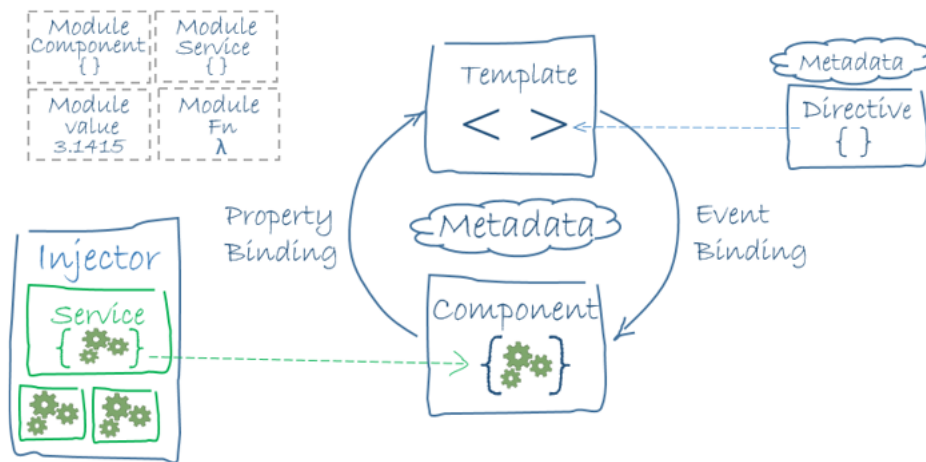 Module
Component
{ }
Module
Service
{ }
Module
value
3.1415
Module
Fn
λ
Template
< >
Metadata
Directive
{ }
Property
Binding
Metadata
Event
Binding
Injector
Service
{ }
Component
{ }